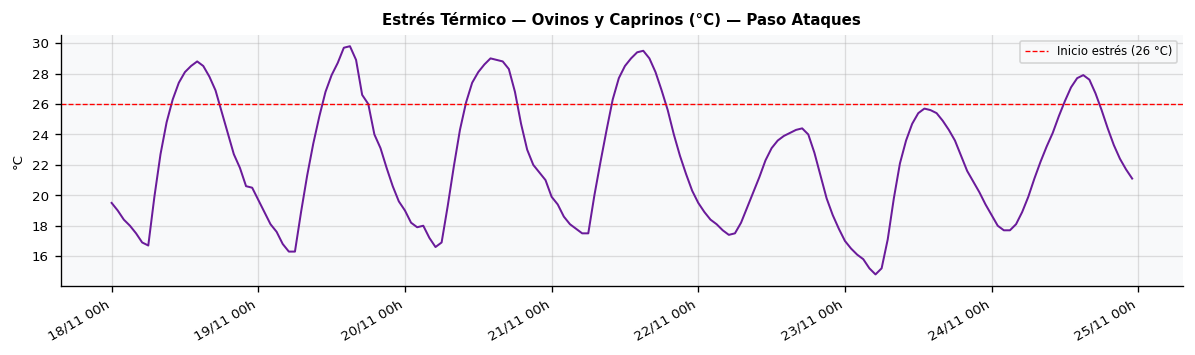 Estrés Térmico — Ovinos y Caprinos (°C) — Paso Ataques
Inicio estrés (26 °C)
°C
30
28
26
24
22
20
18
16
18/11 00h
19/11 00h
20/11 00h
21/11 00h
22/11 00h
23/11 00h
24/11 00h
25/11 00h